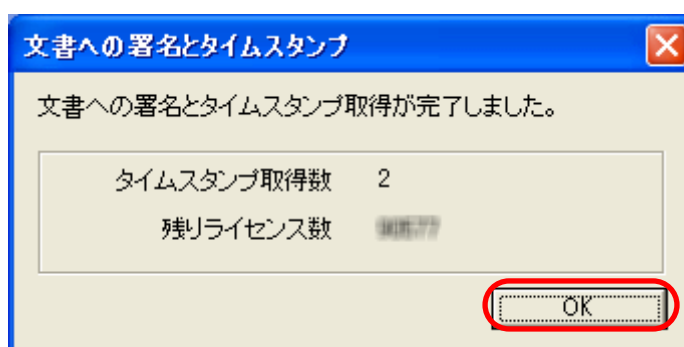 文書への署名とタイムスタンプ
文書への署名とタイムスタンプ取得が完了しました。
タイムスタンプ取得数 2
残りライセンス数
OK